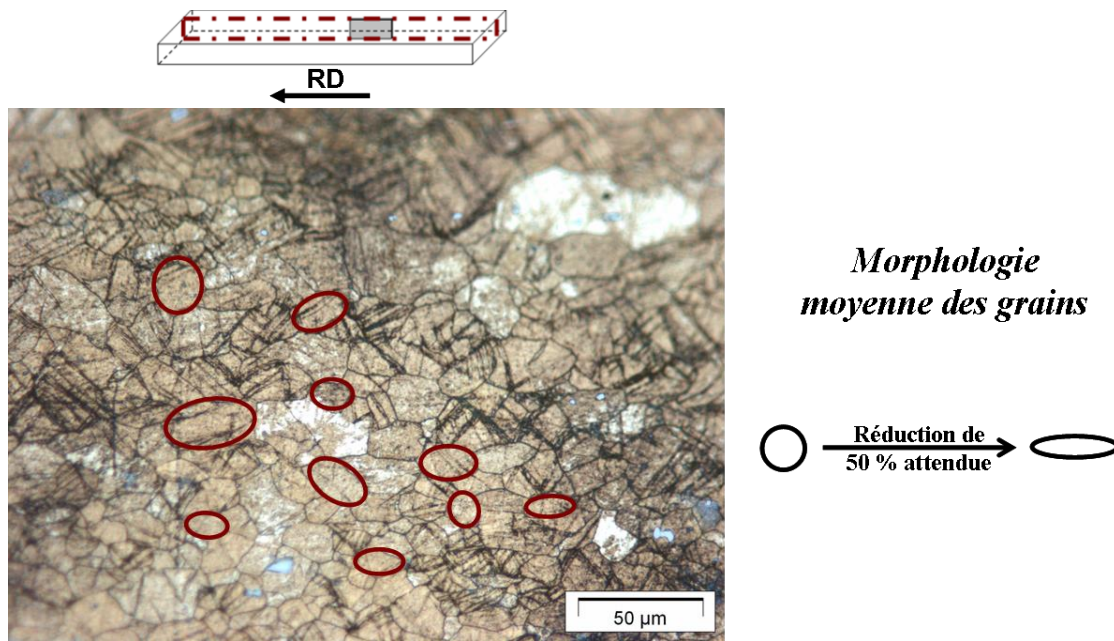 RD
Morphologie
moyenne des grains
Réduction de
50 % attendue
50 µm